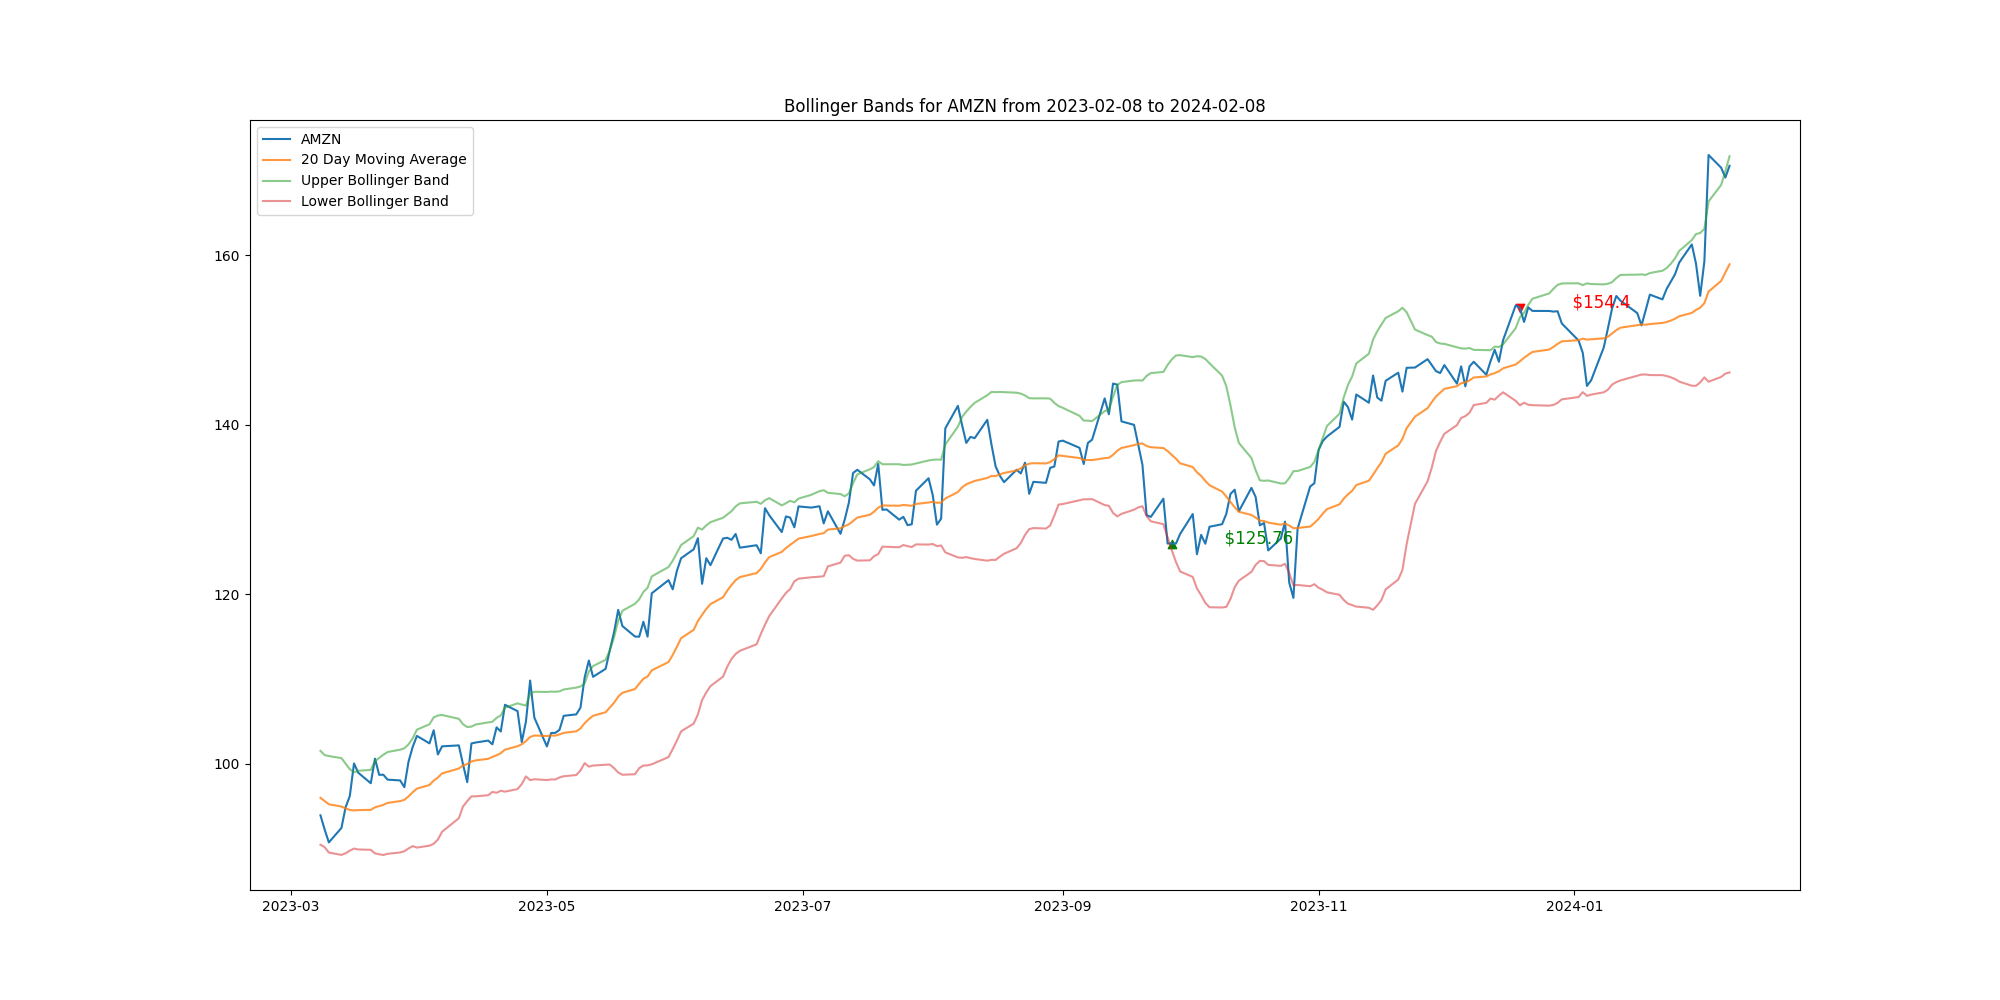 Bollinger Bands for AMZN from 2023-02-08 to 2024-02-08
AMZN
20 Day Moving Average
Upper Bollinger Band
Lower Bollinger Band
160
140
120
100
$154.4
$125.76
2023-03
2023-05
2023-07
2023-09
2023-11
2024-01